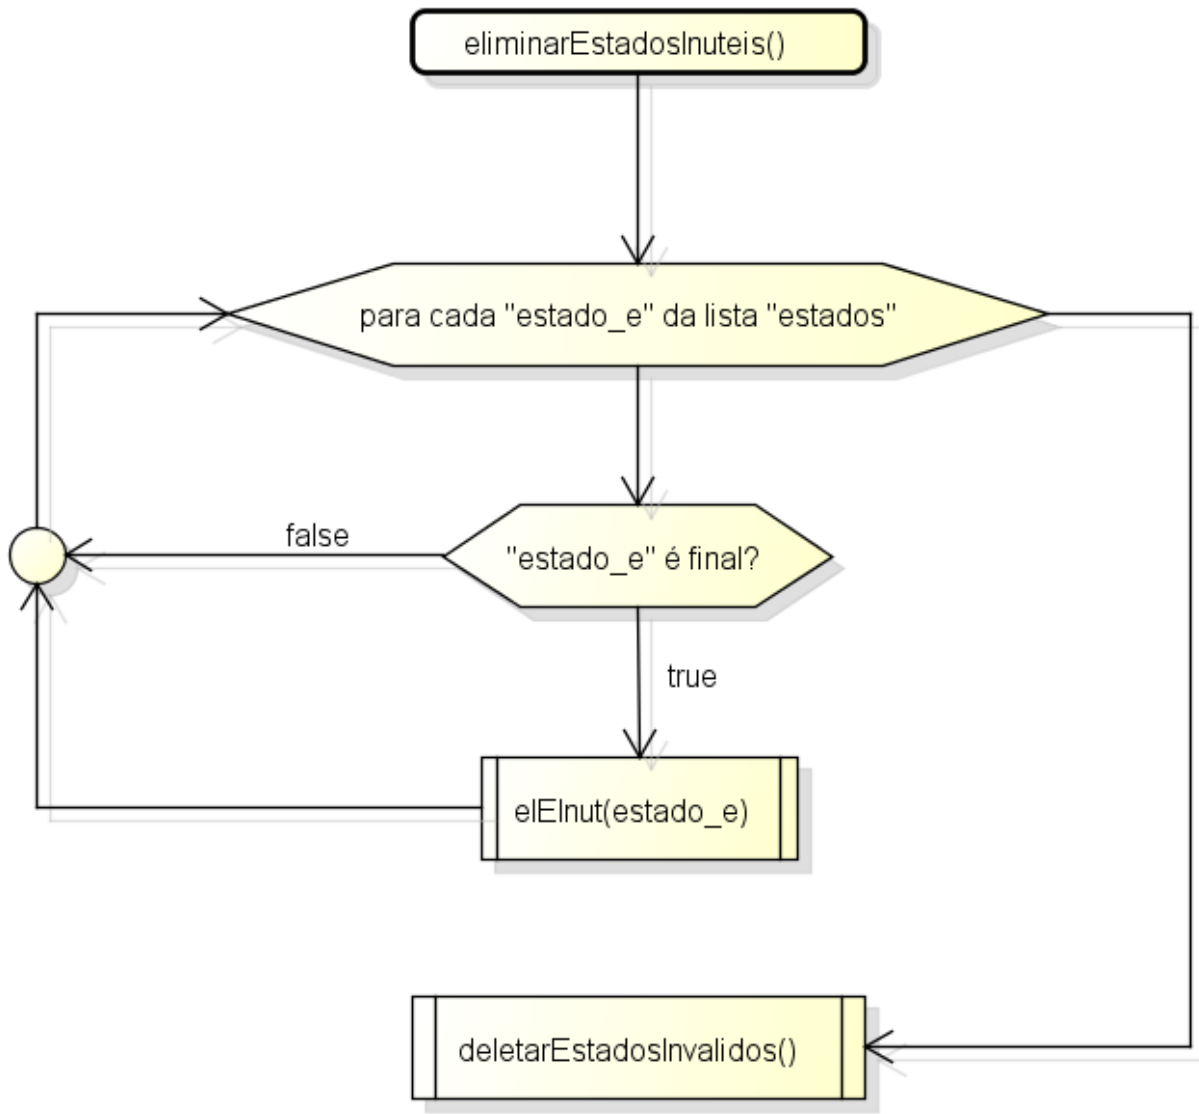 eliminarEstadosInuteis()
para cada "estado_e" da lista "estados"
false
"estado_e" é final?
true
elEInut(estado_e)
deletarEstadosInvalidos()